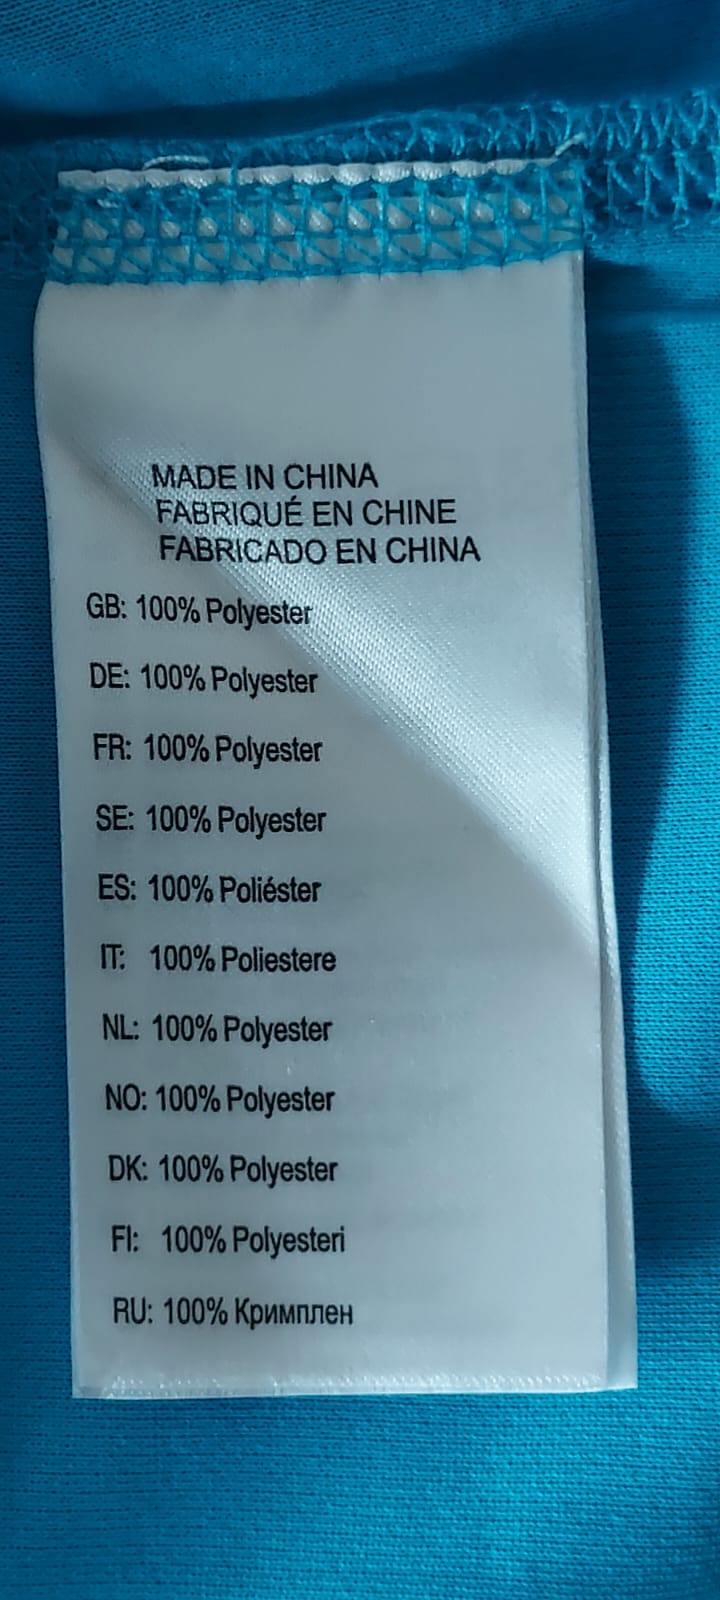 MADE IN CHINA
FABRIQUÉ EN CHINE
FABRICADO EN CHINA
GB: 100% Polyester
DE: 100% Polyester
FR: 100% Polyester
SE: 100% Polyester
ES: 100% Poliéster
IT: 100% Poliestere
NL: 100% Polyester
NO: 100% Polyester
DK: 100% Polyester
FI: 100% Polyesteri
RU: 100% Кримплен